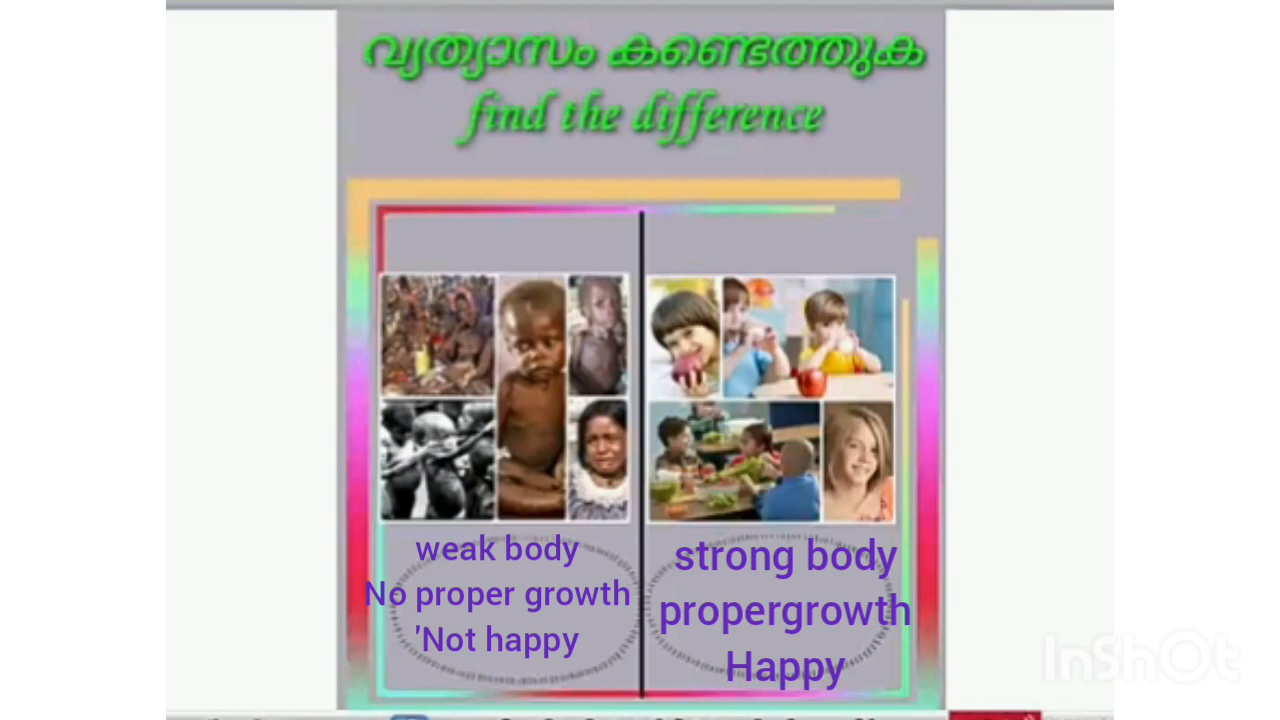 വ്യത്യാസം കണ്ടെത്തുക
find the difference
weak body
No proper growth
'Not happy
strong body
propergrowth
Happy
InShOt